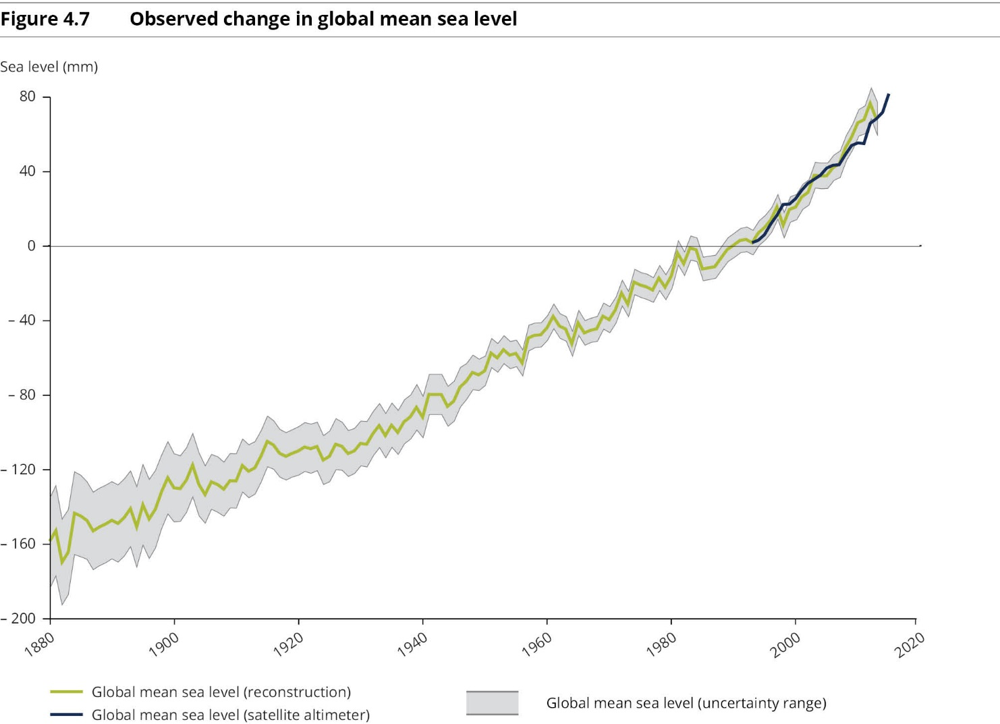 Figure 4.7 Observed change in global mean sea level
Sea level (mm)
80
40
0
– 40
– 80
– 120
– 160
– 200
1880 1900 1920 1940 1960 1980 2000 2020
Global mean sea level (reconstruction)
Global mean sea level (satellite altimeter)
Global mean sea level (uncertainty range)